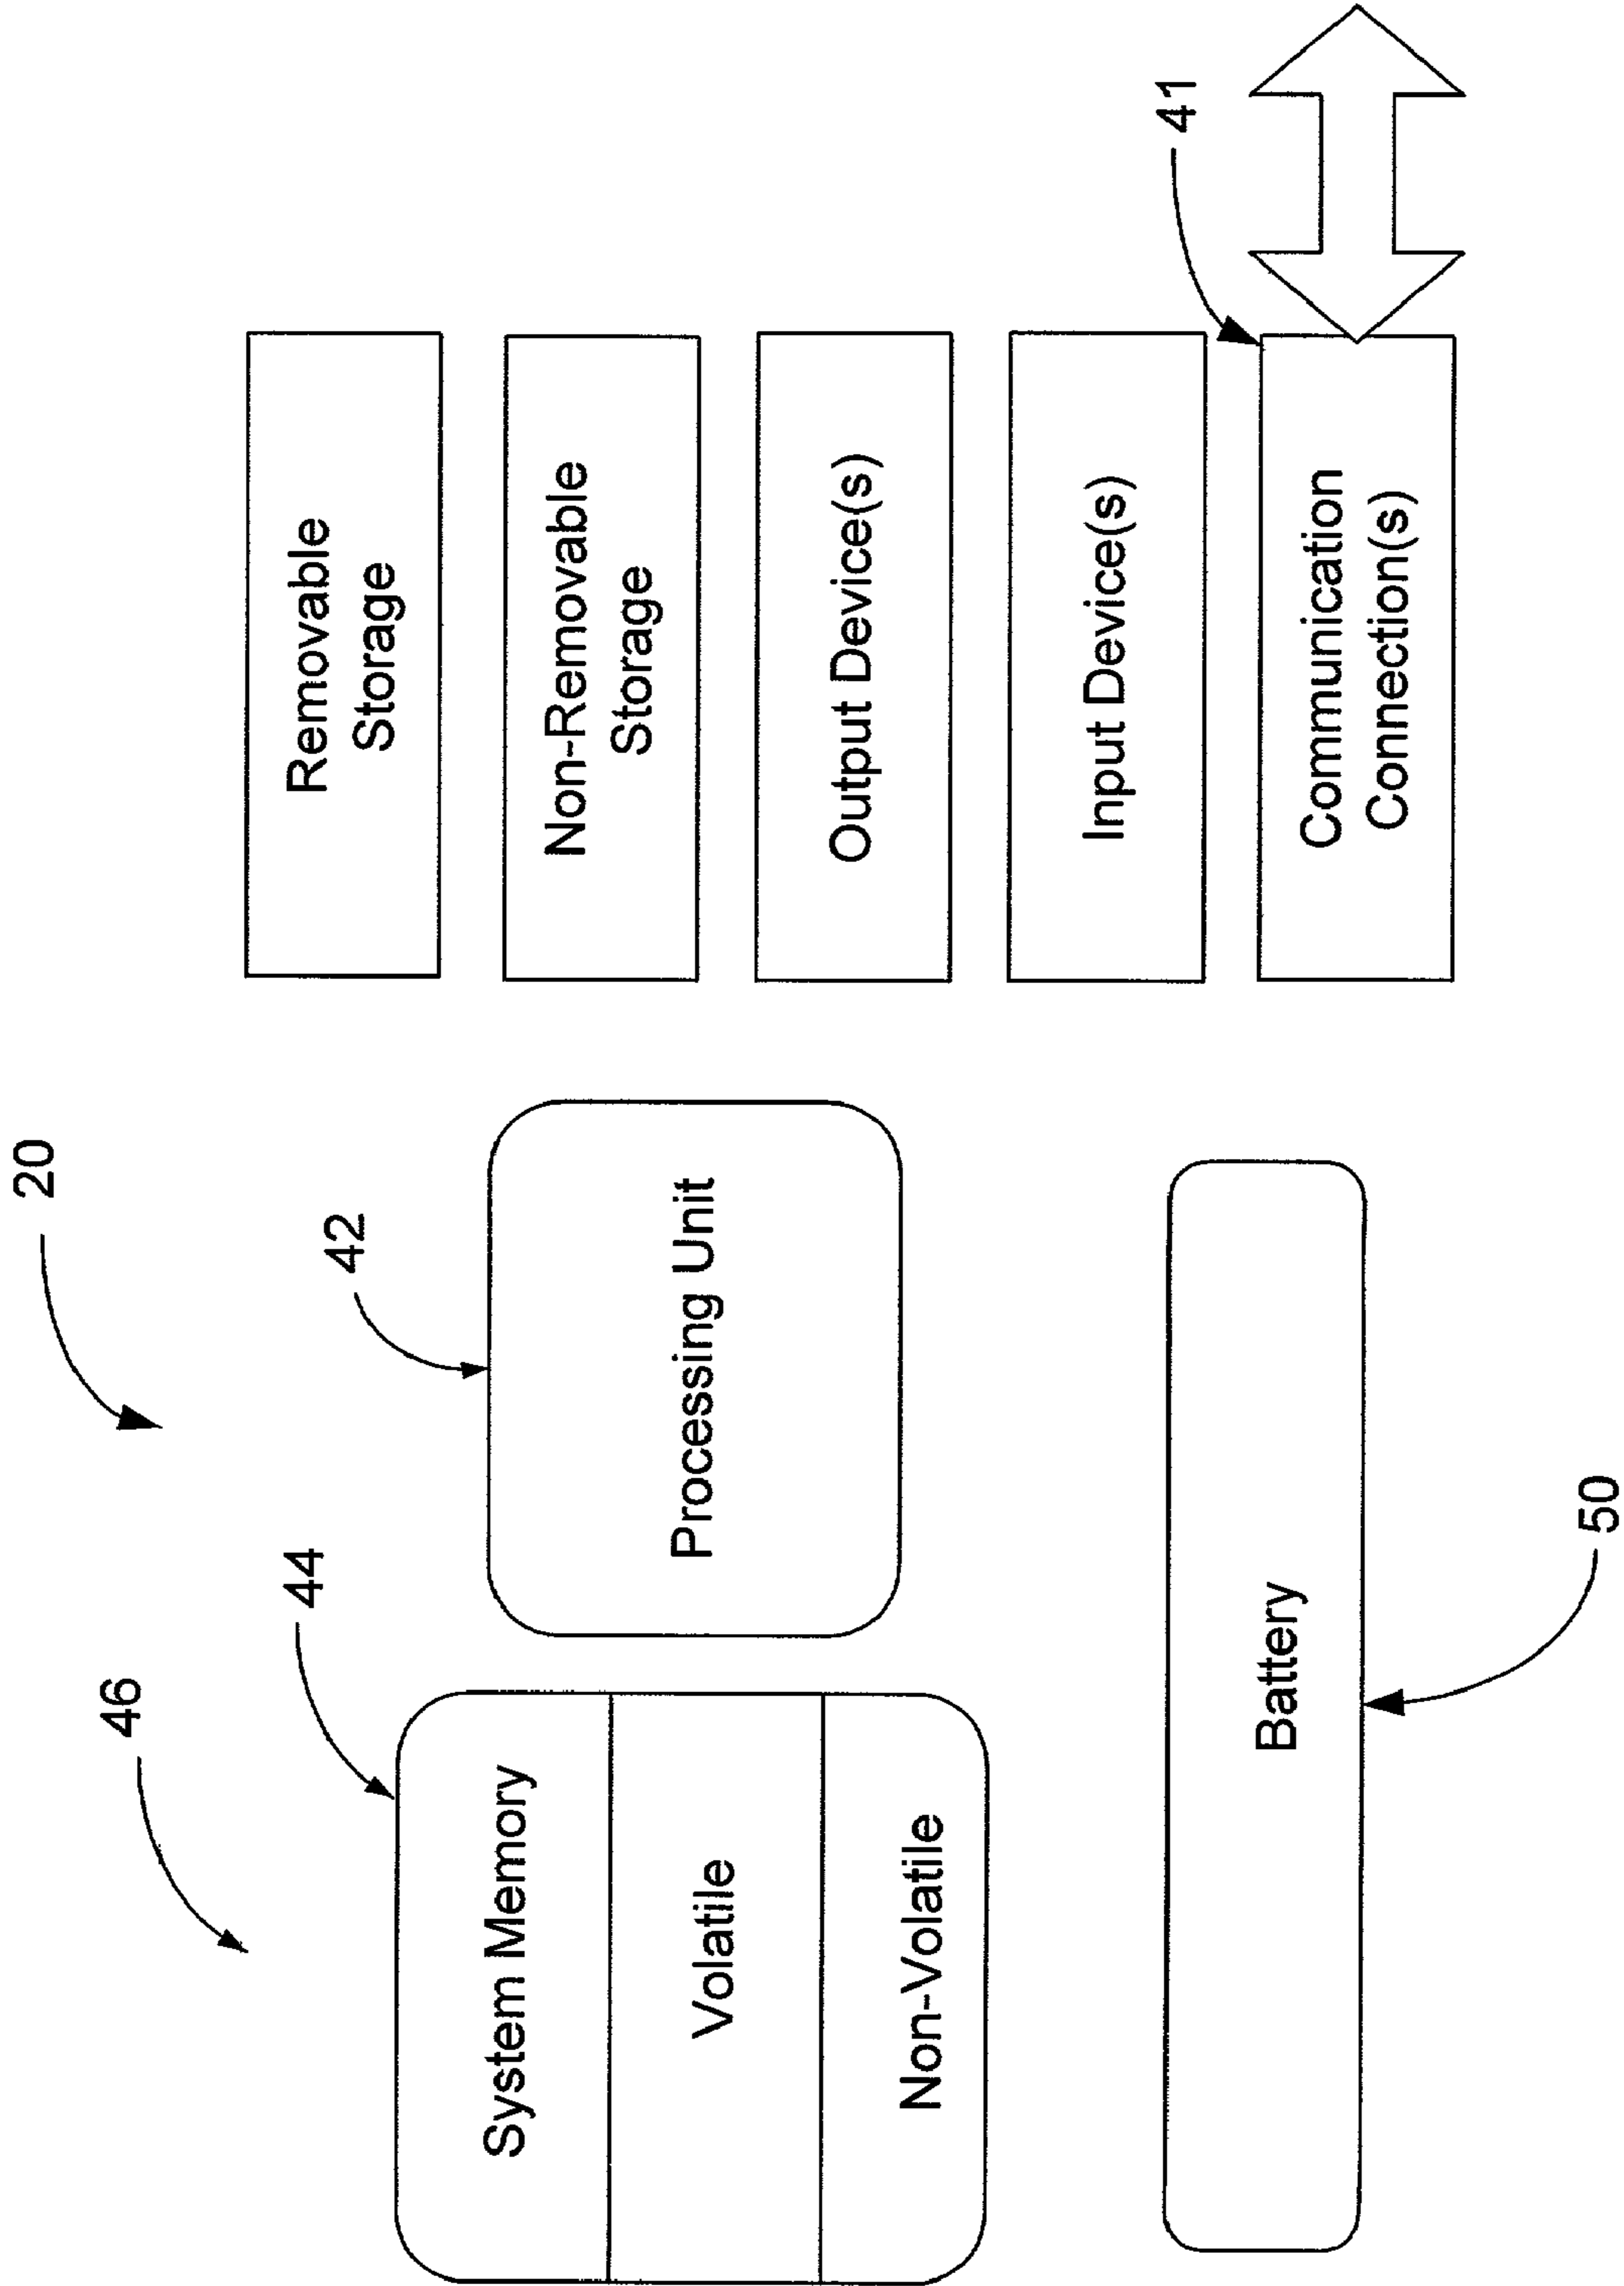 20
46
44
42
System Memory
Volatile
Non-Volatile
Processing Unit
Battery
50
Removable
Storage
Non-Removable
Storage
Output Device(s)
Input Device(s)
41
Communication
Connection(s)